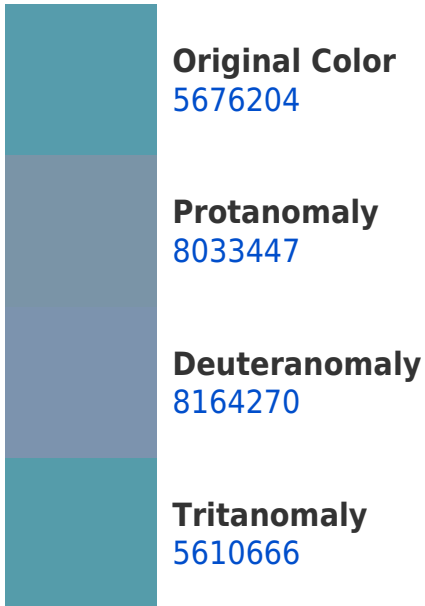 Original Color
5676204
Protanomaly
8033447
Deuteranomaly
8164270
Tritanomaly
5610666